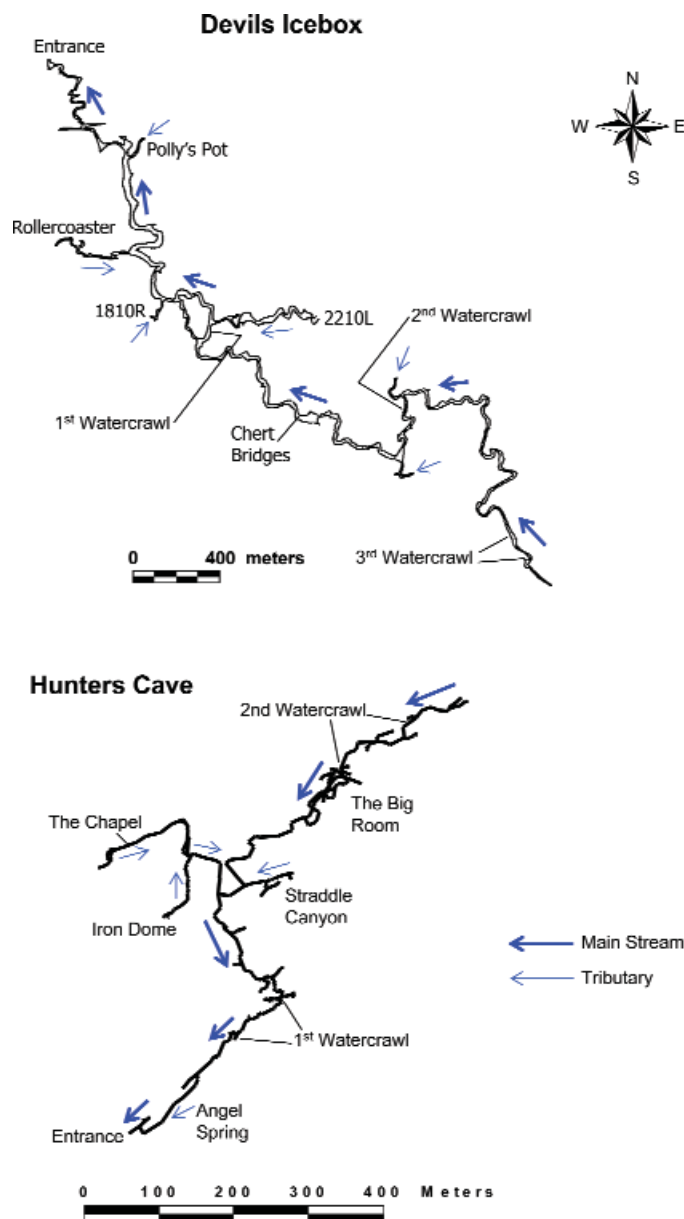 Devils Icebox
Entrance
N
W
E
S
Polly's Pot
Rollercoaster
1810R
2210L
2nd Watercrawl
1st Watercrawl
Chert
Bridges
0 400 meters
3rd Watercrawl
Hunters Cave
2nd Watercrawl
The Big
Room
The Chapel
Straddle
Canyon
Iron Dome
Main Stream
Tributary
1st Watercrawl
Angel
Spring
Entrance
0 100 200 300 400 Meters